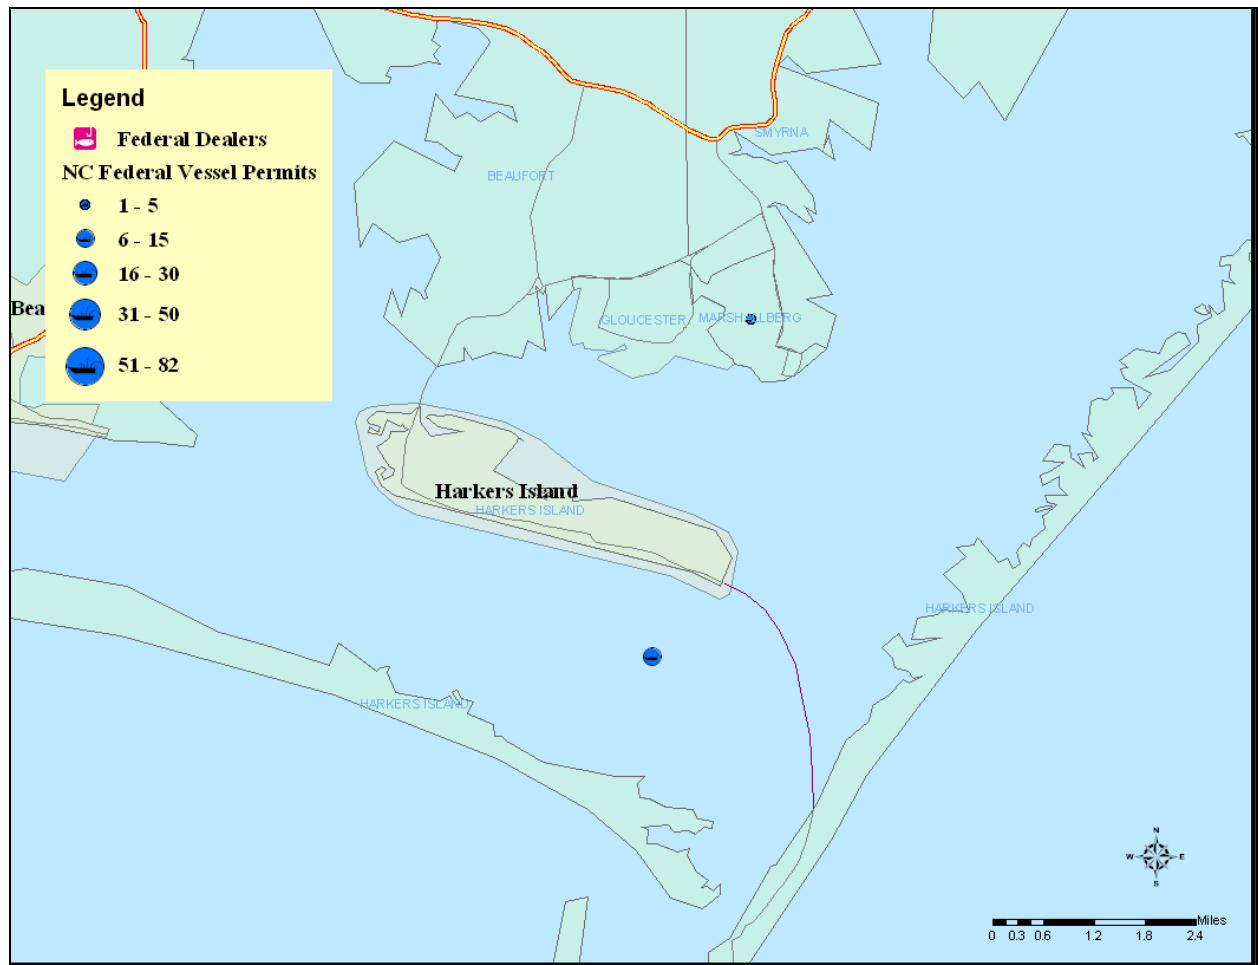 Legend
Federal Dealers
NC Federal Vessel Permits
1 - 5
6 - 15
16 - 30
31 - 50
51 - 82
SMYRNA
BEAUFORT
Bea
GLOUCESTER
MARSHALLBERG
Harkers Island
HARKERS ISLAND
HARKERS ISLAND
HARKERS ISLAND
N
W E
S
Miles
0 0.3 0.6 1.2 1.8 2.4